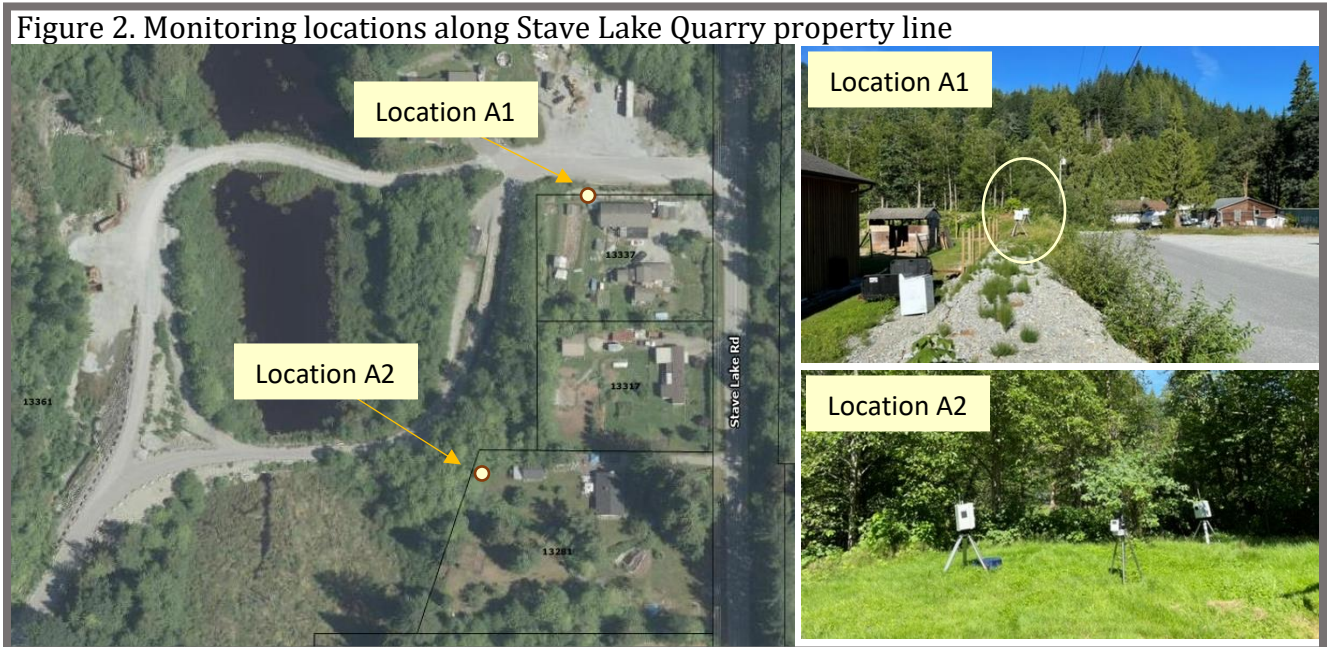 Figure 2. Monitoring locations along Stave Lake Quarry property line
Location A1
Location A1
13337
Location A2
13317
Stave Lake Rd
13361
Location A2
13281